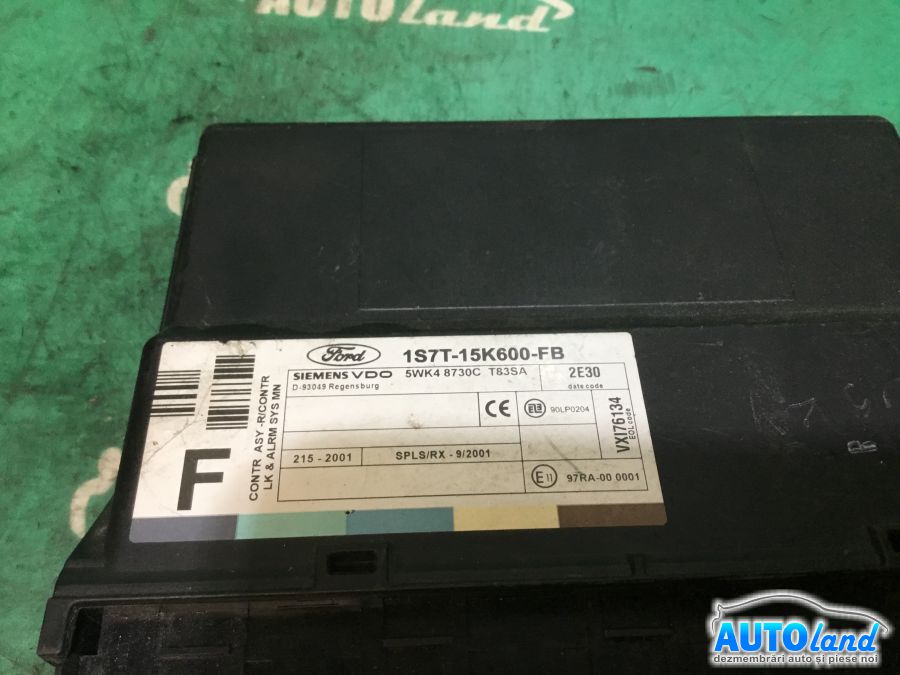 AUTOland
Ford
1S7T-15K600-FB
SIEMENS VDO 5WK4 8730C T83SA
D-93049 Regensburg
2E30
date code
CE
90LP0204
VXI76134
EOL code
215 - 2001
SPLS/RX - 9/2001
E11
97RA-00 0001
F
CONTR ASY -R/CONTR
LK & ALRM SYS MN
AUTOland
dezmembrări auto și piese noi